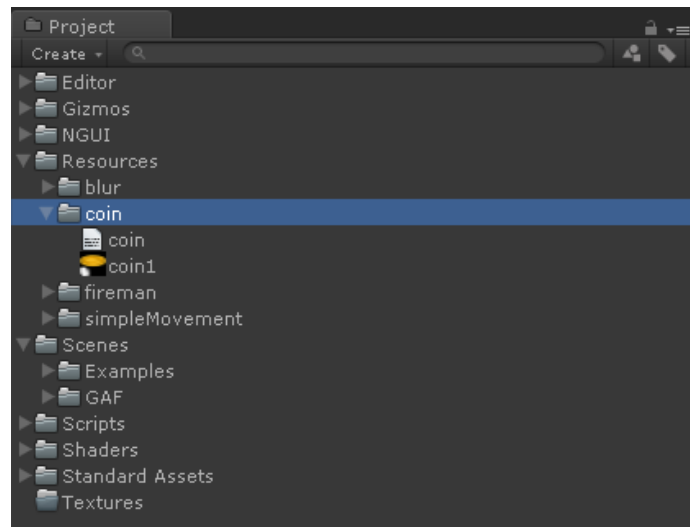 Project
Create
Editor
Gizmos
NGUI
Resources
blur
coin
coin
coin1
fireman
simpleMovement
Scenes
Examples
GAF
Scripts
Shaders
Standard Assets
Textures